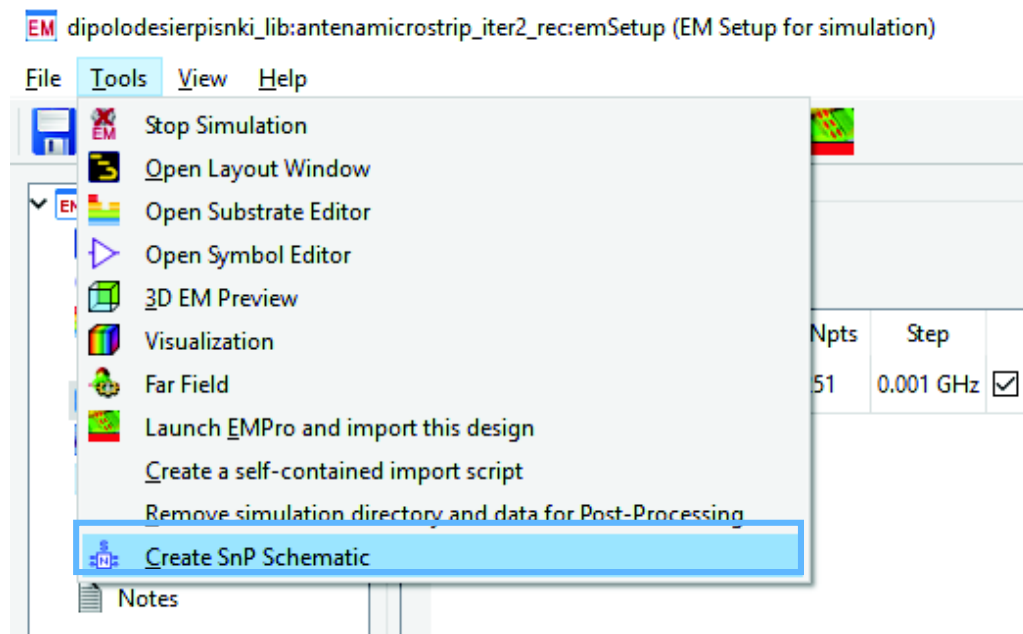 EM dipolodesierpisnki_lib:antenamicrostrip_iter2_rec:emSetup (EM Setup for simulation)
File Tools View Help
EM Stop Simulation
Open Layout Window
Open Substrate Editor
Open Symbol Editor
3D EM Preview
Visualization
Npts Step
Far Field
51 0.001 GHz
Launch EMPro and import this design
Create a self-contained import script
Remove simulation directory and data for Post-Processing
S N Create SnP Schematic
Notes